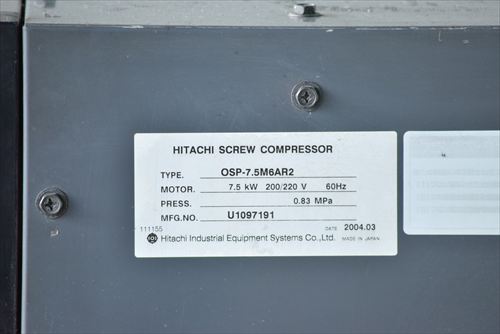 HITACHI SCREW COMPRESSOR
TYPE. OSP-7.5M6AR2
MOTOR. 7.5 kW 200/220 V 60Hz
PRESS. 0.83 MPa
MFG.NO. U1097191
111155 DATE 2004.03
Hitachi Industrial Equipment Systems Co.,Ltd. MADE IN JAPAN